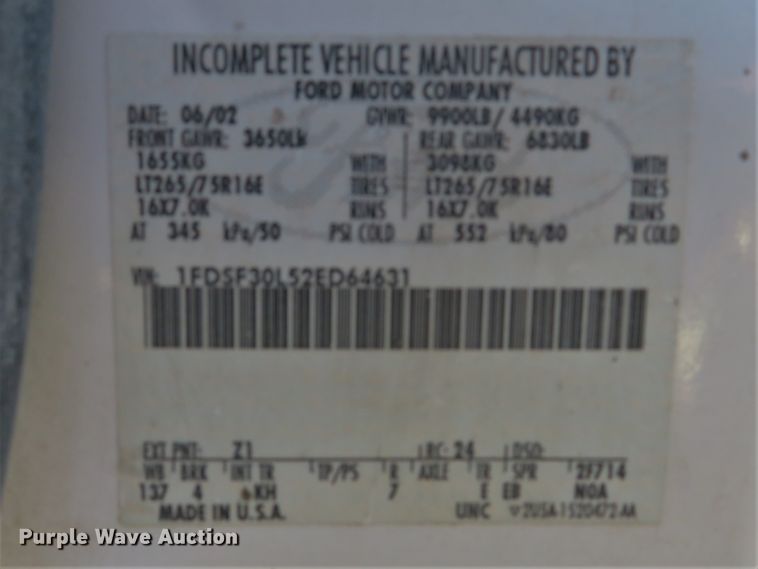 INCOMPLETE VEHICLE MANUFACTURED BY
FORD MOTOR COMPANY
DATE: 06/02 GVWR: 9900LB/ 4490KG
FRONT GAWR: 3650LB REAR GAWR: 6830LB
1655KG WITH 3098KG WITH
LT265/75R16E TIRES LT265/75R16E TIRES
16X7.0K RIMS 16X7.0K RIMS
AT 345 kPa/50 PSI COLD AT 552 kPa/80 PSI COLD
VIN: 1FDSF30L52ED64631
EXT PNT: Z1 RC: 24 DSO:
WB BRK INT TR TP/PS R AXLE TR SPR 2F714
137 4 KH 7 E EB N0A
MADE IN U.S.A. UNC
Purple Wave Auction